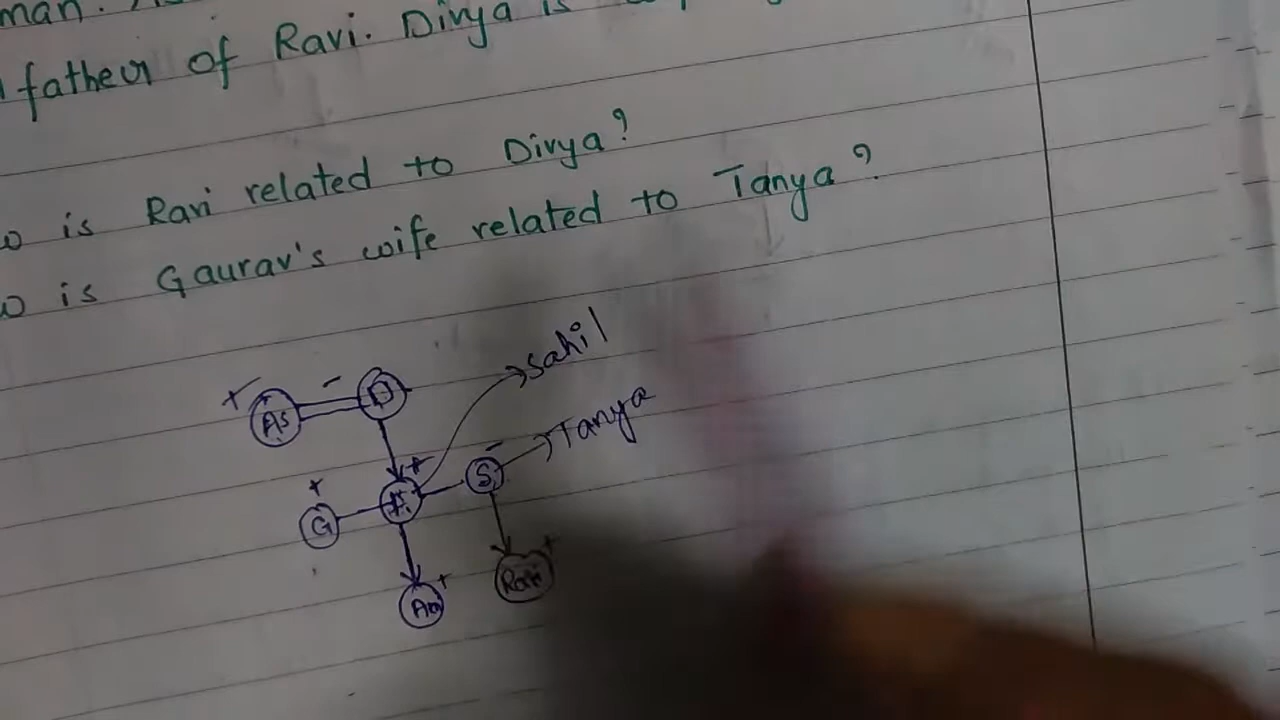 man.
father of Ravi. Divya is
is Ravi related to Divya?
is Gaurav's wife related to Tanya?
Sahil
As D
Tanya
G S
Ravi
Aa